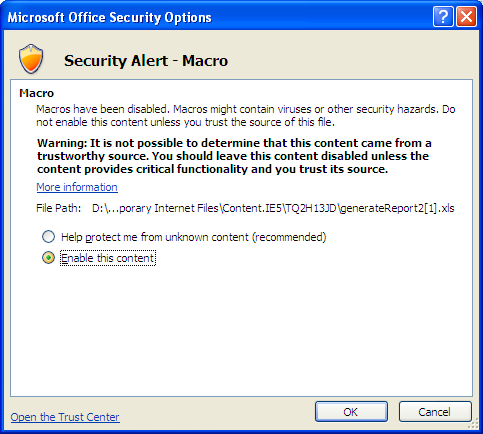 Microsoft Office Security Options
Security Alert - Macro
Macro
Macros have been disabled. Macros might contain viruses or other security hazards. Do
not enable this content unless you trust the source of this file.
Warning: It is not possible to determine that this content came from a
trustworthy source. You should leave this content disabled unless the
content provides critical functionality and you trust its source.
More information
File Path: D:\...porary Internet Files\Content.IE5\TQ2H13JD\generateReport2[1].xls
Help protect me from unknown content (recommended)
Enable this content
Open the Trust Center
OK
Cancel